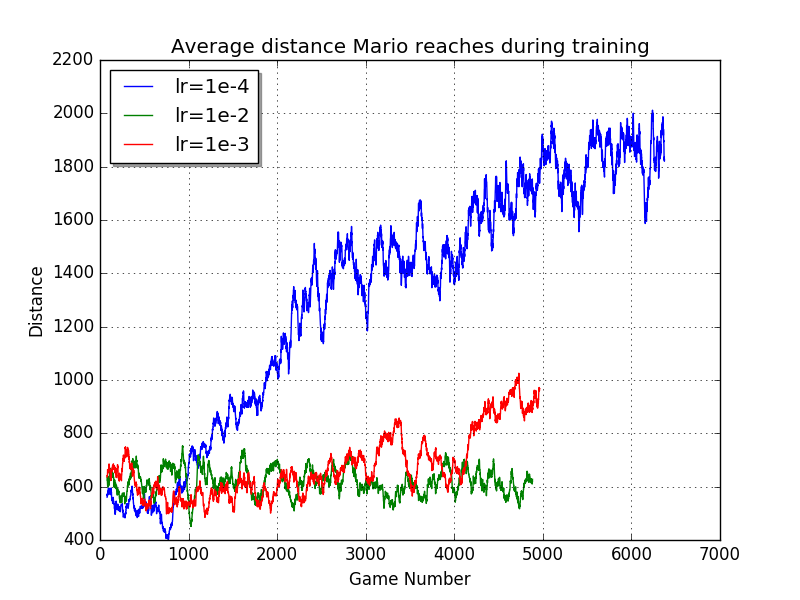 Average distance Mario reaches during training
2200
2000
1800
1600
1400
1200
1000
800
600
400
Distance
lr=1e-4
lr=1e-2
lr=1e-3
0 1000 2000 3000 4000 5000 6000 7000
Game Number